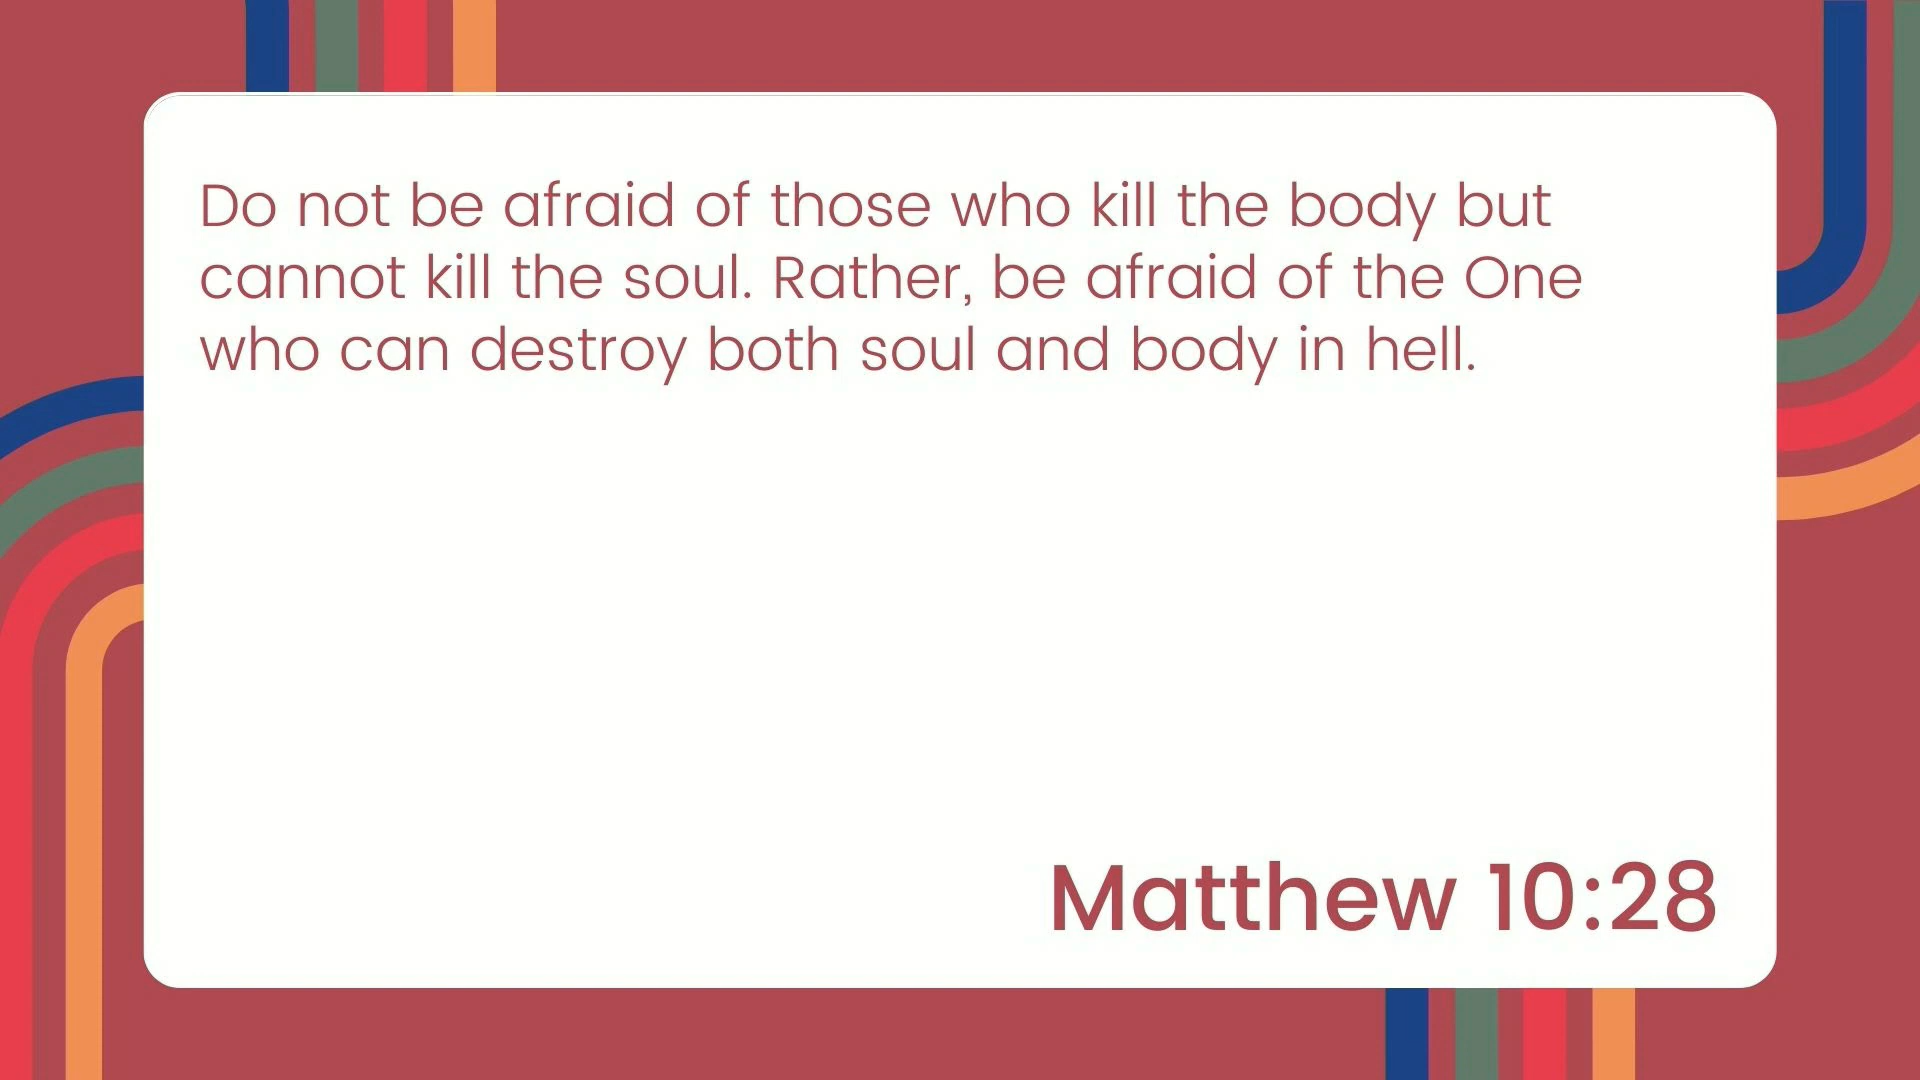 Do not be afraid of those who kill the body but
cannot kill the soul. Rather, be afraid of the One
who can destroy both soul and body in hell.
Matthew 10:28